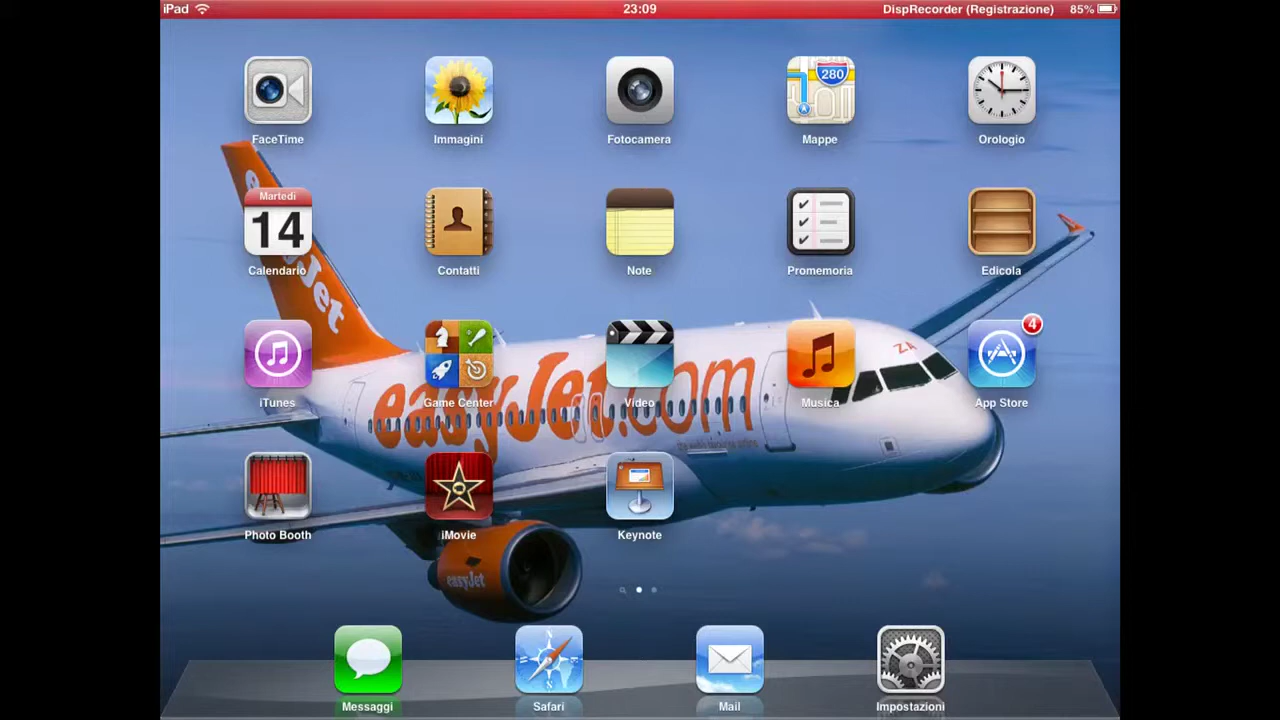 iPad 23:09 DispRecorder (Registrazione) 85%
280
FaceTime Immagini Fotocamera Mappe Orologio
Martedì
14
Calendario Contatti Note Promemoria Edicola
easyJet
ZA
4
easyJet.com
iTunes Game Center Video Musica App Store
Photo Booth iMovie Keynote
easyJet
Messaggi Safari Mail Impostazioni